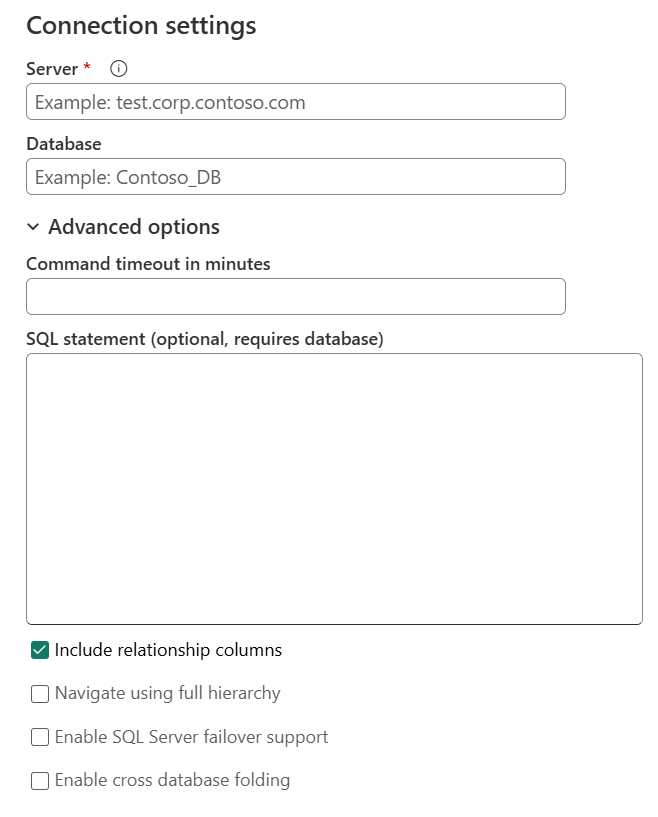 Connection settings
Server *
Example: test.corp.contoso.com
Database
Example: Contoso_DB
Advanced options
Command timeout in minutes
SQL statement (optional, requires database)
Include relationship columns
Navigate using full hierarchy
Enable SQL Server failover support
Enable cross database folding